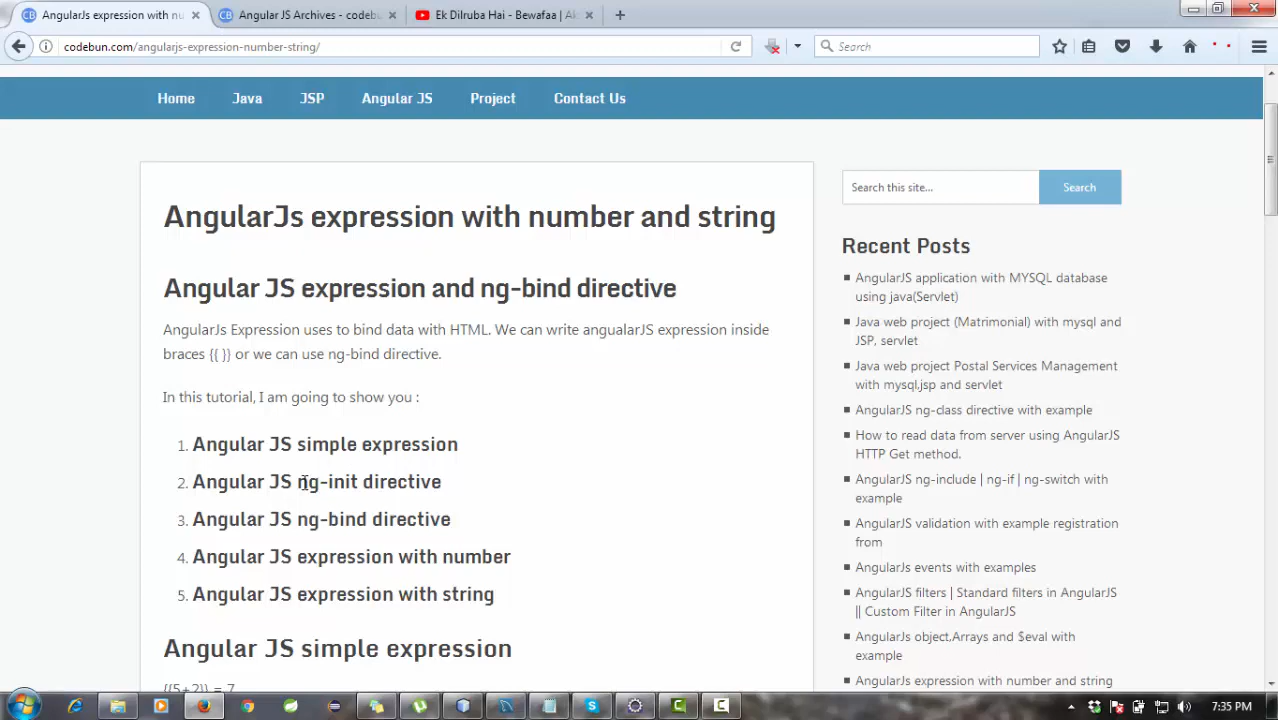 AngularJs expression with nu
Angular JS Archives - codebu
Ek Dilruba Hai - Bewafaa | Ak
codebun.com/angularjs-expression-number-string/
Search
Home
Java
JSP
Angular JS
Project
Contact Us
AngularJs expression with number and string
Angular JS expression and ng-bind directive
AngularJs Expression uses to bind data with HTML. We can write angualarJS expression inside
braces {{ }} or we can use ng-bind directive.
In this tutorial, I am going to show you :
1. Angular JS simple expression
2. Angular JS ng-init directive
3. Angular JS ng-bind directive
4. Angular JS expression with number
5. Angular JS expression with string
Angular JS simple expression
{{5+2}} = 7
Search this site...
Search
Recent Posts
AngularJS application with MYSQL database
using java(Servlet)
Java web project (Matrimonial) with mysql and
JSP, servlet
Java web project Postal Services Management
with mysql,jsp and servlet
AngularJS ng-class directive with example
How to read data from server using AngularJS
HTTP Get method.
AngularJS ng-include | ng-if | ng-switch with
example
AngularJS validation with example registration
from
AngularJs events with examples
AngularJS filters | Standard filters in AngularJS
|| Custom Filter in AngularJS
AngularJs object,Arrays and $eval with
example
AngularJs expression with number and string
7:35 PM